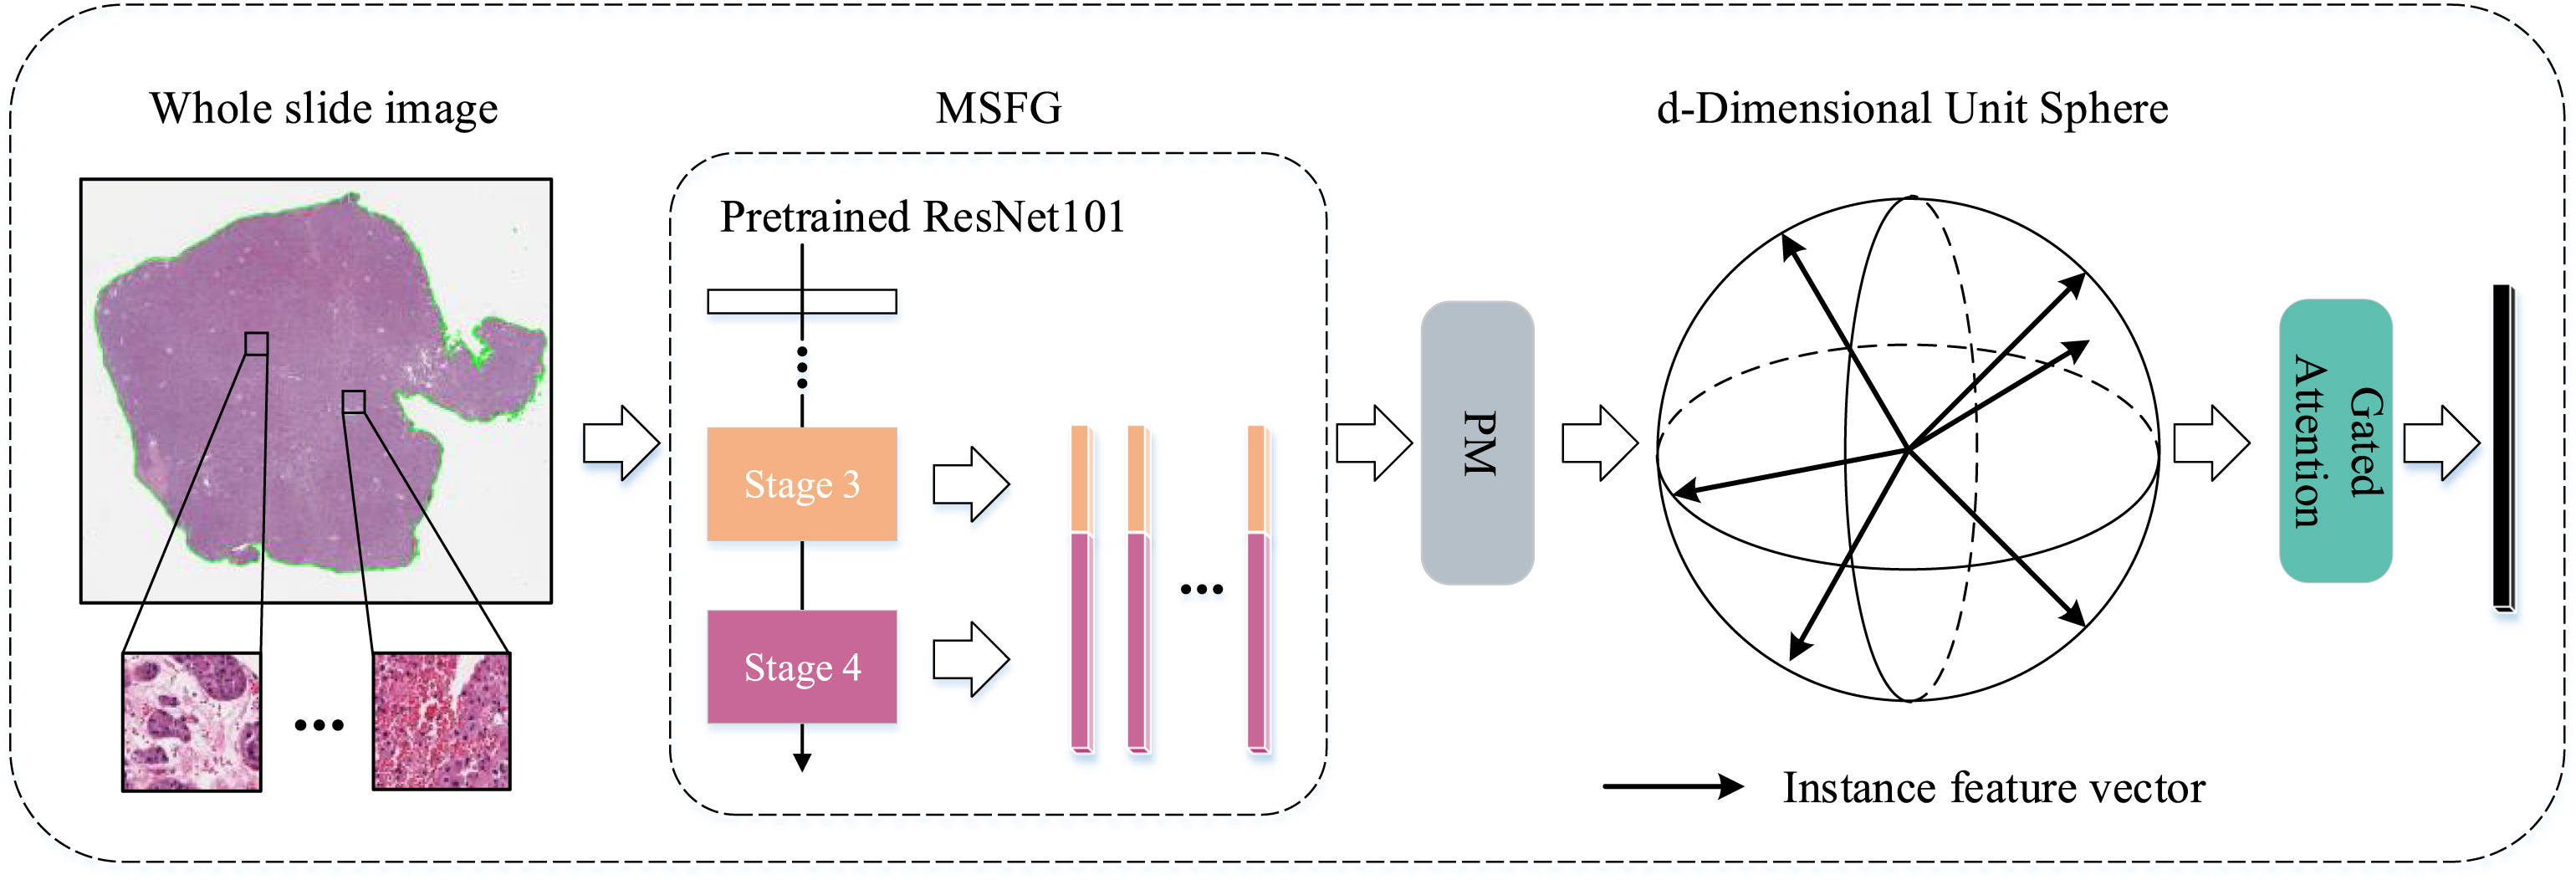 Whole slide image
MSFG
d-Dimensional Unit Sphere
Pretrained ResNet101
Stage 3
Stage 4
PM
Gated
Attention
Instance feature vector